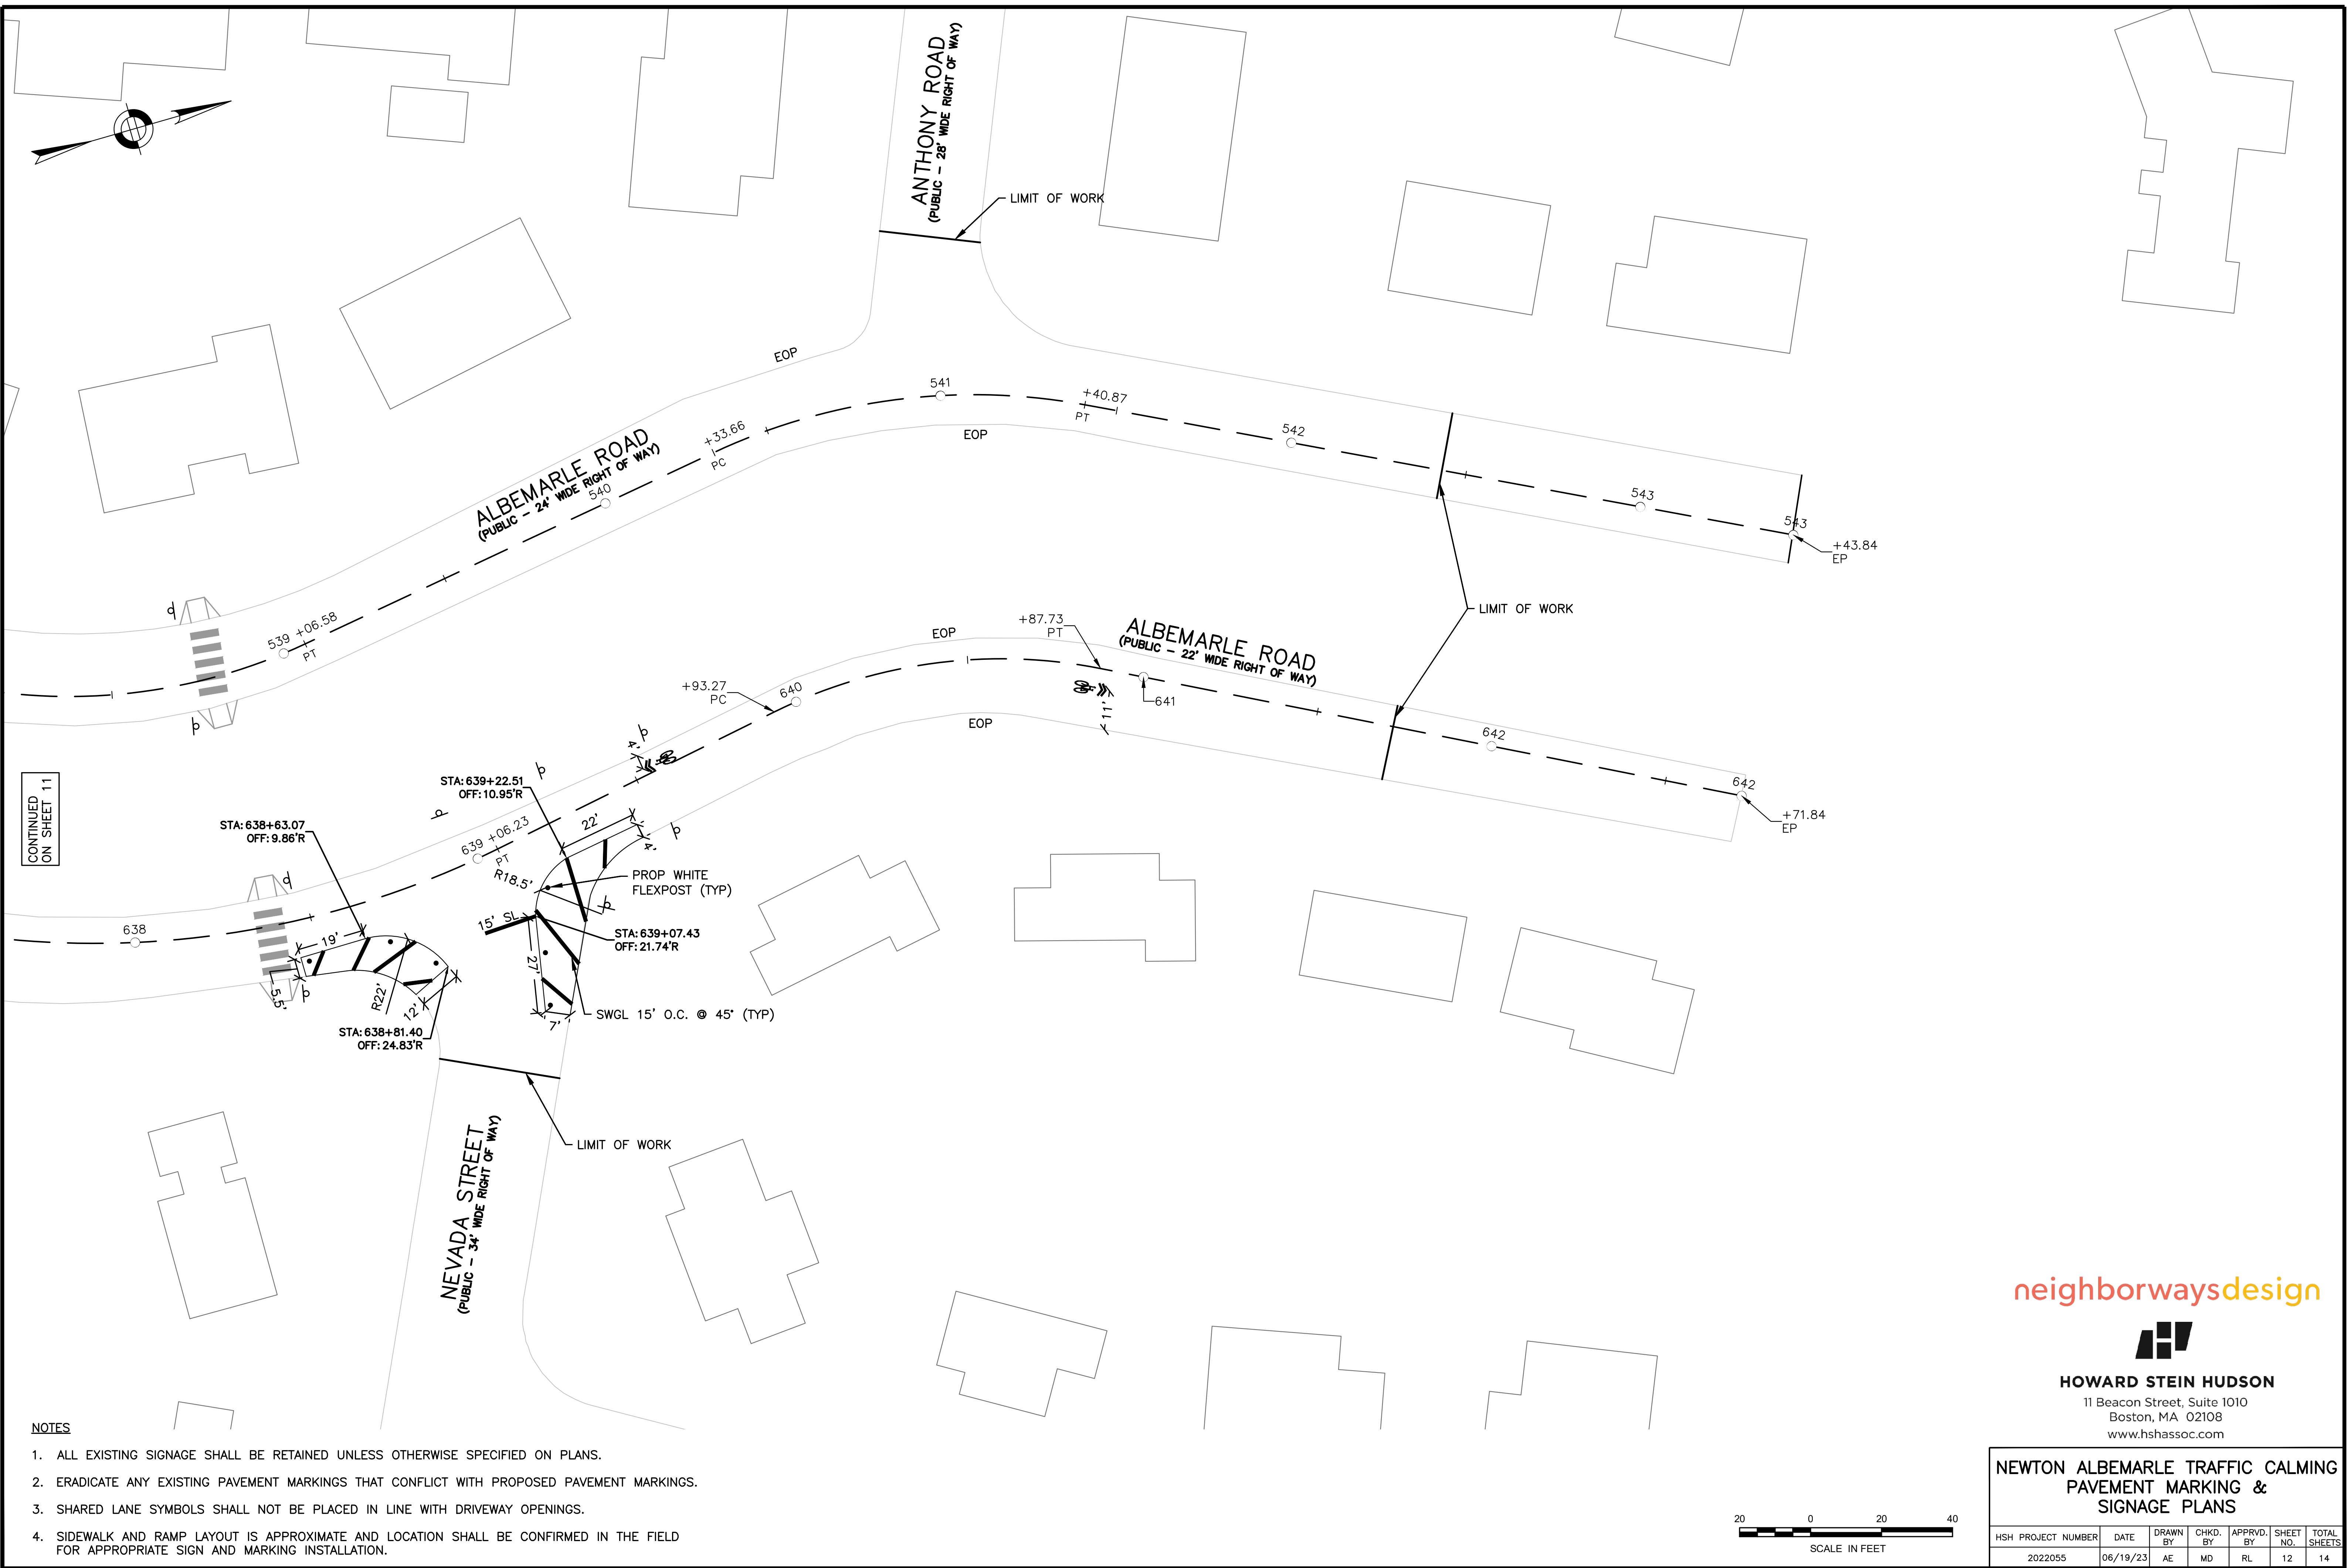 ANTHONY ROAD
(PUBLIC - 28' WIDE RIGHT OF WAY)
LIMIT OF WORK
EOP
541
+40.87
PT
EOP
542
+33.66
PC
ALBEMARLE ROAD
(PUBLIC - 24' WIDE RIGHT OF WAY)
540
543
543
+43.84
EP
539 +06.58
PT
LIMIT OF WORK
+87.73
PT
ALBEMARLE ROAD
(PUBLIC - 22' WIDE RIGHT OF WAY)
EOP
+93.27
PC
640
641
11'
EOP
642
642
+71.84
EP
4'
STA: 639+22.51
OFF: 10.95'R
CONTINUED
ON SHEET 11
STA: 638+63.07
OFF: 9.86'R
639 +06.23
PT
22'
4'
R18.5'
PROP WHITE
FLEXPOST (TYP)
15' SL
638
19'
STA: 639+07.43
OFF: 21.74'R
27'
5.5'
R22'
12'
7'
SWGL 15' O.C. @ 45° (TYP)
STA: 638+81.40
OFF: 24.83'R
LIMIT OF WORK
NEVADA STREET
(PUBLIC - 34' WIDE RIGHT OF WAY)
NOTES
1. ALL EXISTING SIGNAGE SHALL BE RETAINED UNLESS OTHERWISE SPECIFIED ON PLANS.
2. ERADICATE ANY EXISTING PAVEMENT MARKINGS THAT CONFLICT WITH PROPOSED PAVEMENT MARKINGS.
3. SHARED LANE SYMBOLS SHALL NOT BE PLACED IN LINE WITH DRIVEWAY OPENINGS.
4. SIDEWALK AND RAMP LAYOUT IS APPROXIMATE AND LOCATION SHALL BE CONFIRMED IN THE FIELD
FOR APPROPRIATE SIGN AND MARKING INSTALLATION.
20 0 20 40
SCALE IN FEET
neighborwaysdesign
HOWARD STEIN HUDSON
11 Beacon Street, Suite 1010
Boston, MA 02108
www.hshassoc.com
NEWTON ALBEMARLE TRAFFIC CALMING
PAVEMENT MARKING &
SIGNAGE PLANS
HSH PROJECT NUMBER DATE DRAWN BY CHKD. BY APPRVD. BY SHEET NO. TOTAL SHEETS
2022055 06/19/23 AE MD RL 12 14